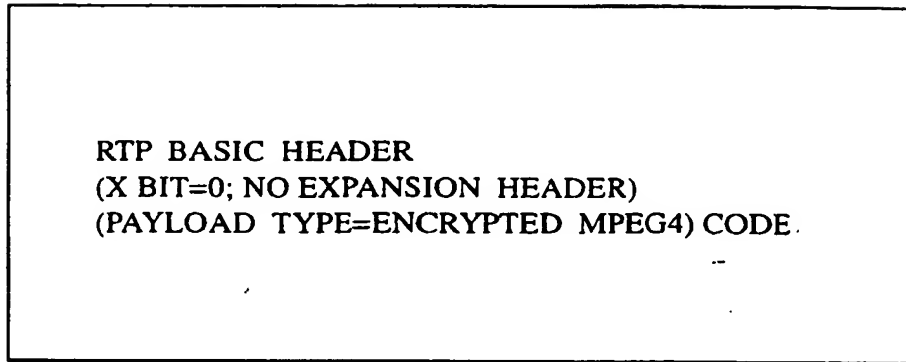 RTP BASIC HEADER
(X BIT=0; NO EXPANSION HEADER)
(PAYLOAD TYPE=ENCRYPTED MPEG4) CODE